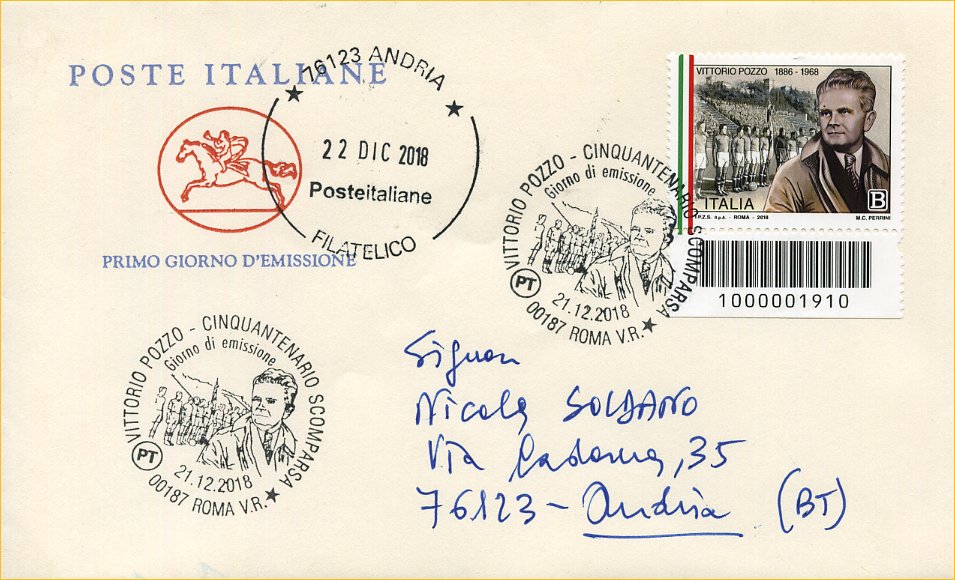 POSTE ITALIANE
76123 ANDRIA
22 DIC 2018
Posteitaliane
FILATELICO
PRIMO GIORNO D'EMISSIONE
VITTORIO POZZO 1886 - 1968
ITALIA
B
I.P.Z.S. S.p.A. - ROMA - 2018
M.C. PERRINI
1000001910
VITTORIO POZZO - CINQUANTENARIO SCOMPARSA
Giorno di emissione
PT
21.12.2018
00187 ROMA V.R.
VITTORIO POZZO - CINQUANTENARIO SCOMPARSA
Giorno di emissione
PT
21.12.2018
00187 ROMA V.R.
Signor
Nicola SOLDANO
Via Cadorna, 35
76123 - Andria (BT)